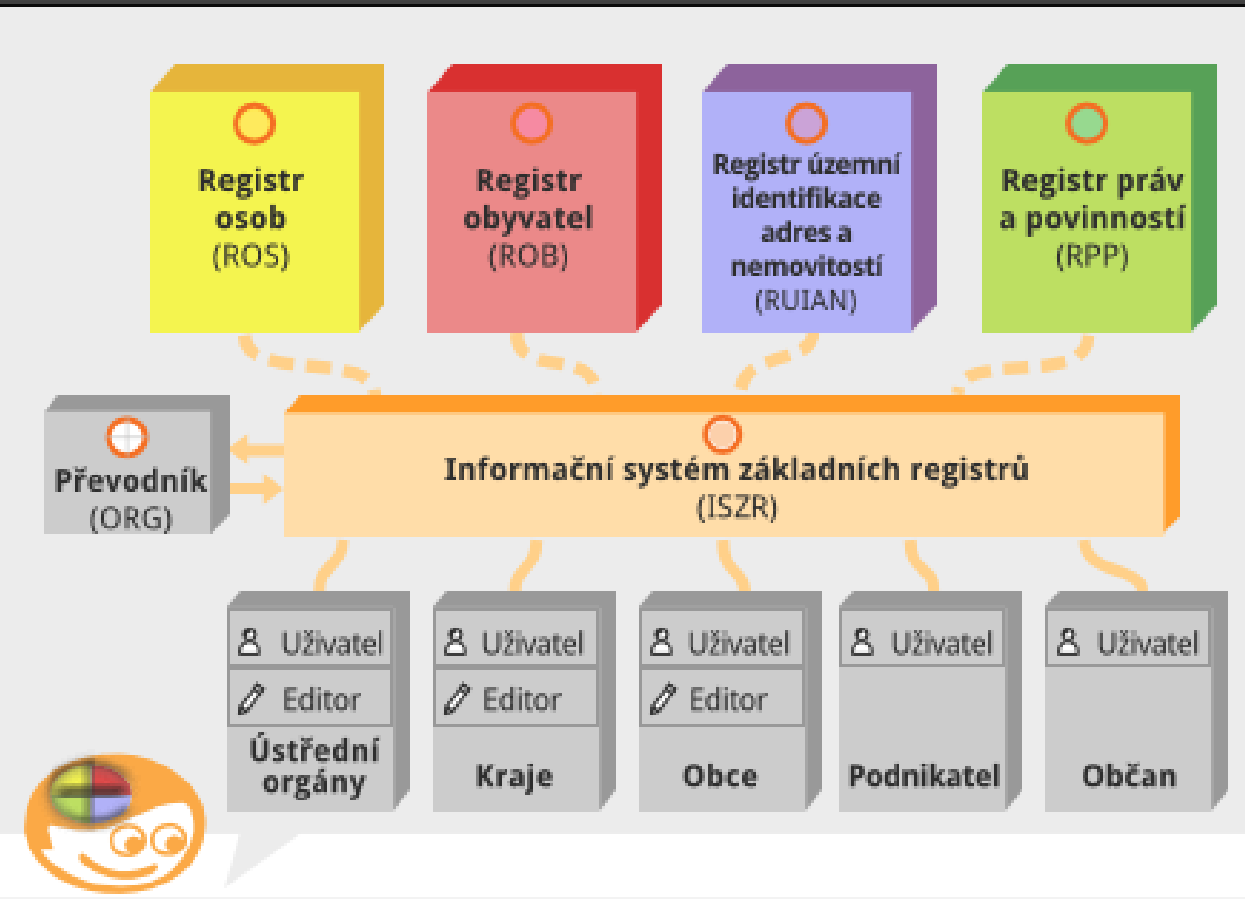 Registr
osob
(ROS)
Registr
obyvatel
(ROB)
Registr územní
identifikace
adres a
nemovitostí
(RUIAN)
Registr práv
a povinností
(RPP)
Převodník
(ORG)
Informační systém základních registrů
(ISZR)
Uživatel
Editor
Ústřední
orgány
Uživatel
Editor
Kraje
Uživatel
Editor
Obce
Uživatel
Podnikatel
Uživatel
Občan